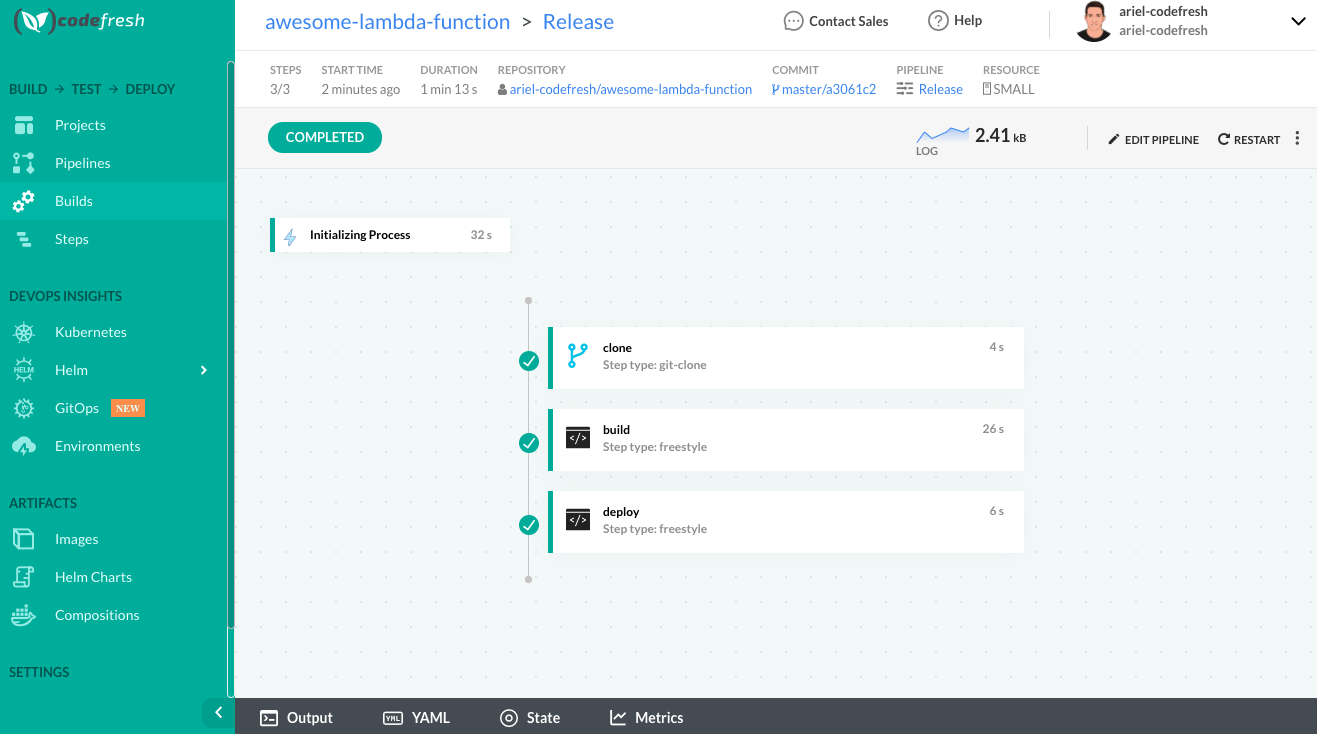 codefresh
awesome-lambda-function > Release
Contact Sales
Help
ariel-codefresh
ariel-codefresh
STEPS START TIME DURATION REPOSITORY COMMIT PIPELINE RESOURCE
3/3 2 minutes ago 1 min 13 s ariel-codefresh/awesome-lambda-function master/a3061c2 Release SMALL
COMPLETED
LOG
2.41 kB
EDIT PIPELINE
RESTART
BUILD → TEST → DEPLOY
Projects
Pipelines
Builds
Steps
DEVOPS INSIGHTS
Kubernetes
HELM
Helm
GitOps NEW
Environments
ARTIFACTS
Images
Helm Charts
Compositions
SETTINGS
Initializing Process 32 s
clone 4 s
Step type: git-clone
</> build 26 s
Step type: freestyle
</> deploy 6 s
Step type: freestyle
Output
YML YAML
State
Metrics